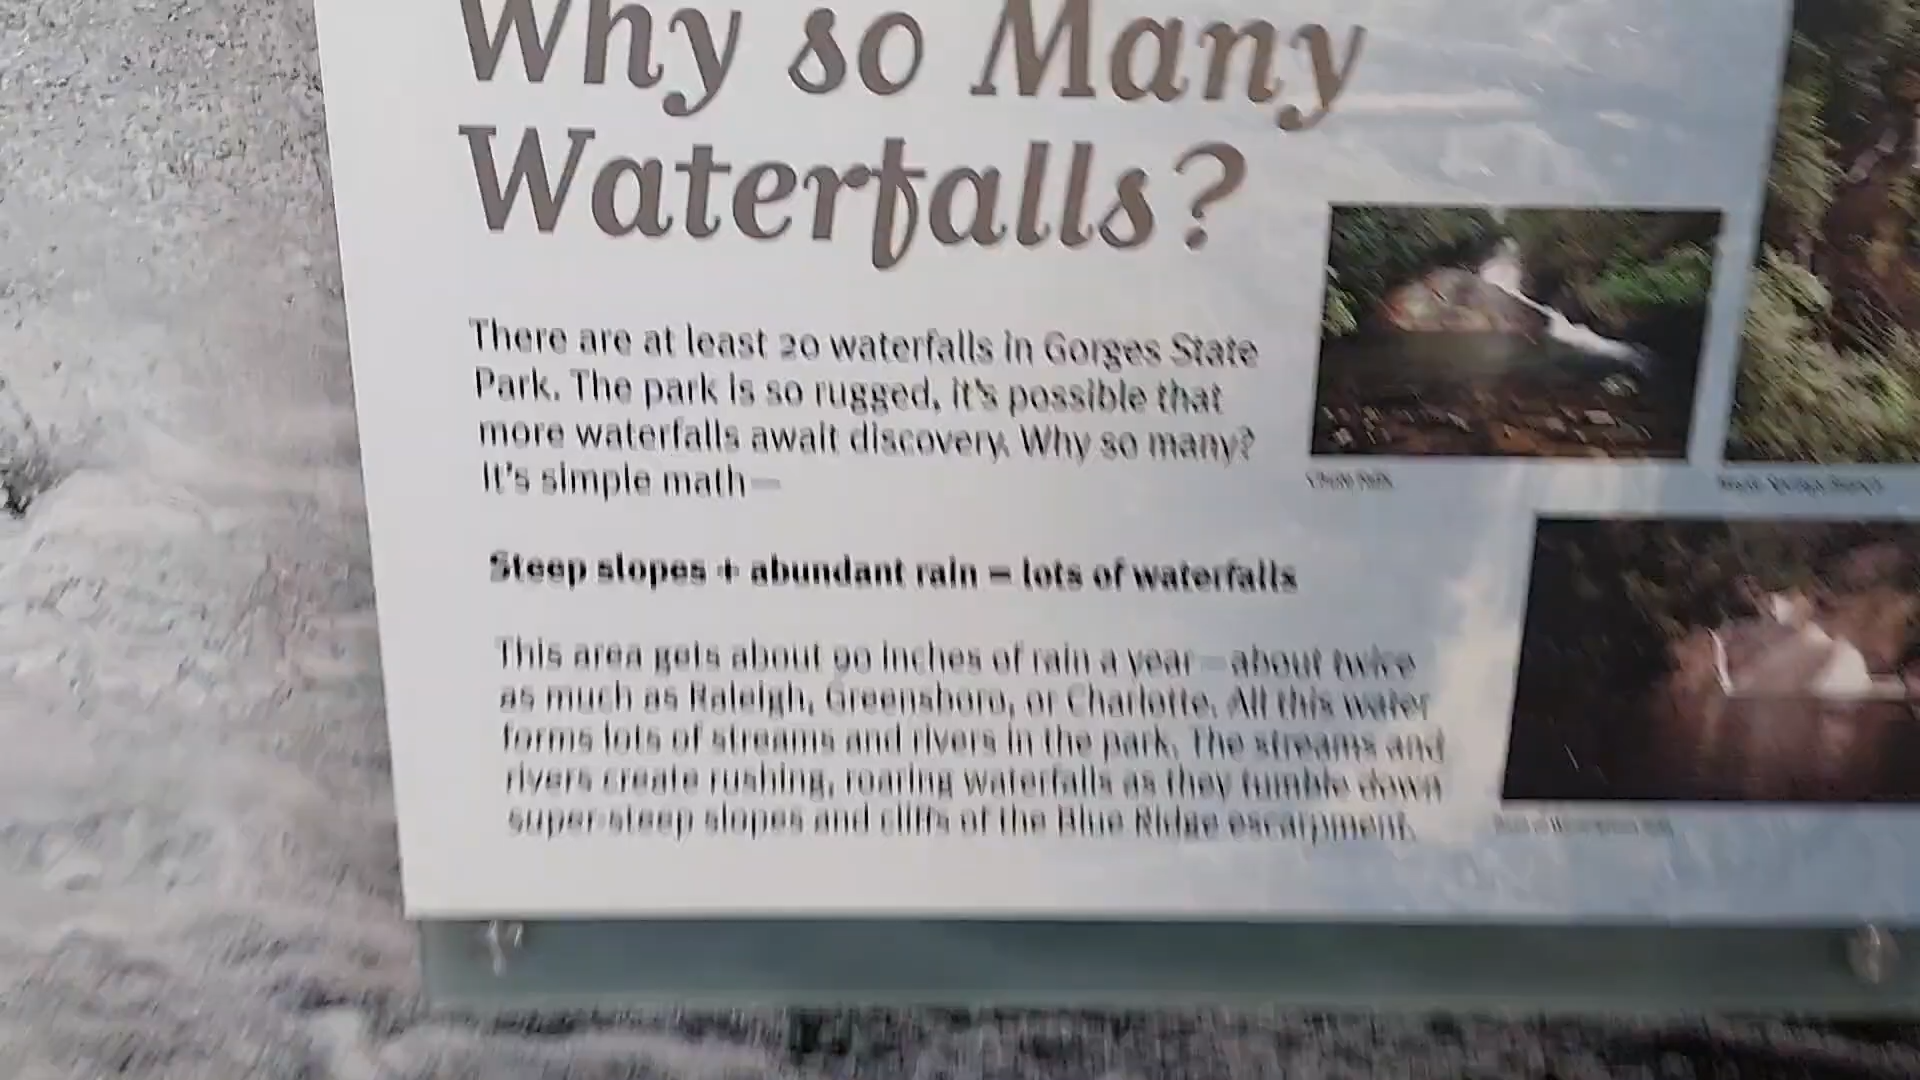 Why so Many
Waterfalls?
There are at least 20 waterfalls in Gorges State
Park. The park is so rugged, it's possible that
more waterfalls await discovery. Why so many?
It's simple math—
Steep slopes + abundant rain = lots of waterfalls
This area gets about 90 inches of rain a year—about twice
as much as Raleigh, Greensboro, or Charlotte. All this water
forms lots of streams and rivers in the park. The streams and
rivers create rushing, roaring waterfalls as they tumble down
super-steep slopes and cliffs of the Blue Ridge escarpment.